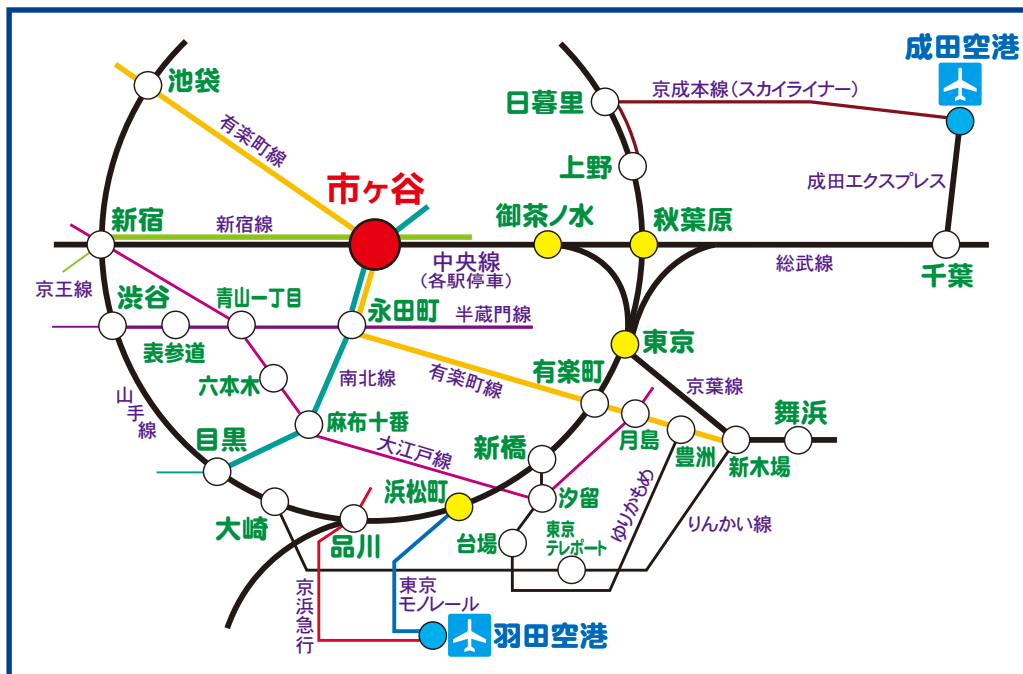 成田空港
池袋
京成本線(スカイライナー)
日暮里
有楽町線
上野
市ヶ谷
成田エクスプレス
新宿
新宿線
御茶ノ水
秋葉原
中央線
(各駅停車)
総武線
千葉
京王線
渋谷
青山一丁目
永田町
半蔵門線
東京
表参道
六本木
南北線
有楽町線
有楽町
京葉線
山手線
麻布十番
月島
豊洲
新木場
舞浜
目黒
大江戸線
新橋
浜松町
汐留
ゆりかもめ
りんかい線
大崎
品川
台場
東京
テレポート
京浜急行
東京
モノレール
羽田空港